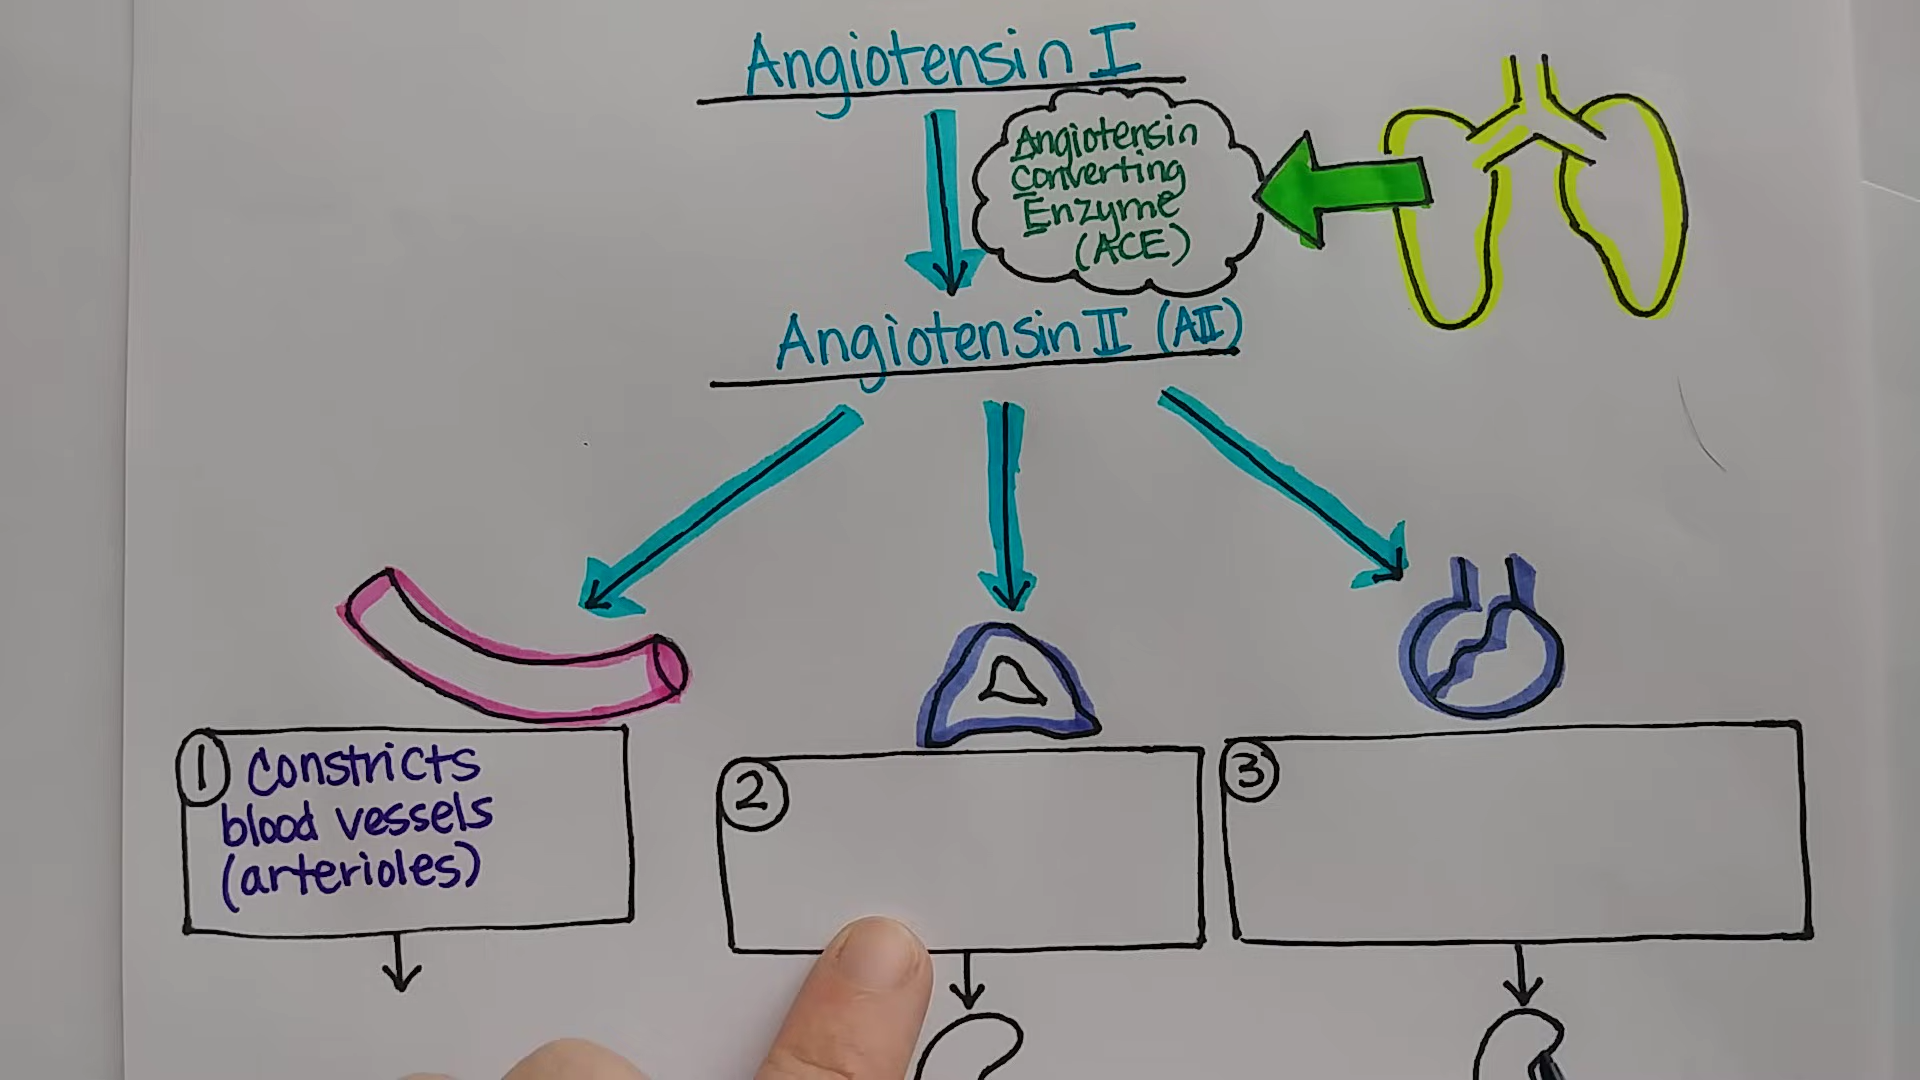 Angiotensin I
Angiotensin
Converting
Enzyme
(ACE)
Angiotensin II (AII)
1 Constricts
blood vessels
(arterioles)
2
3